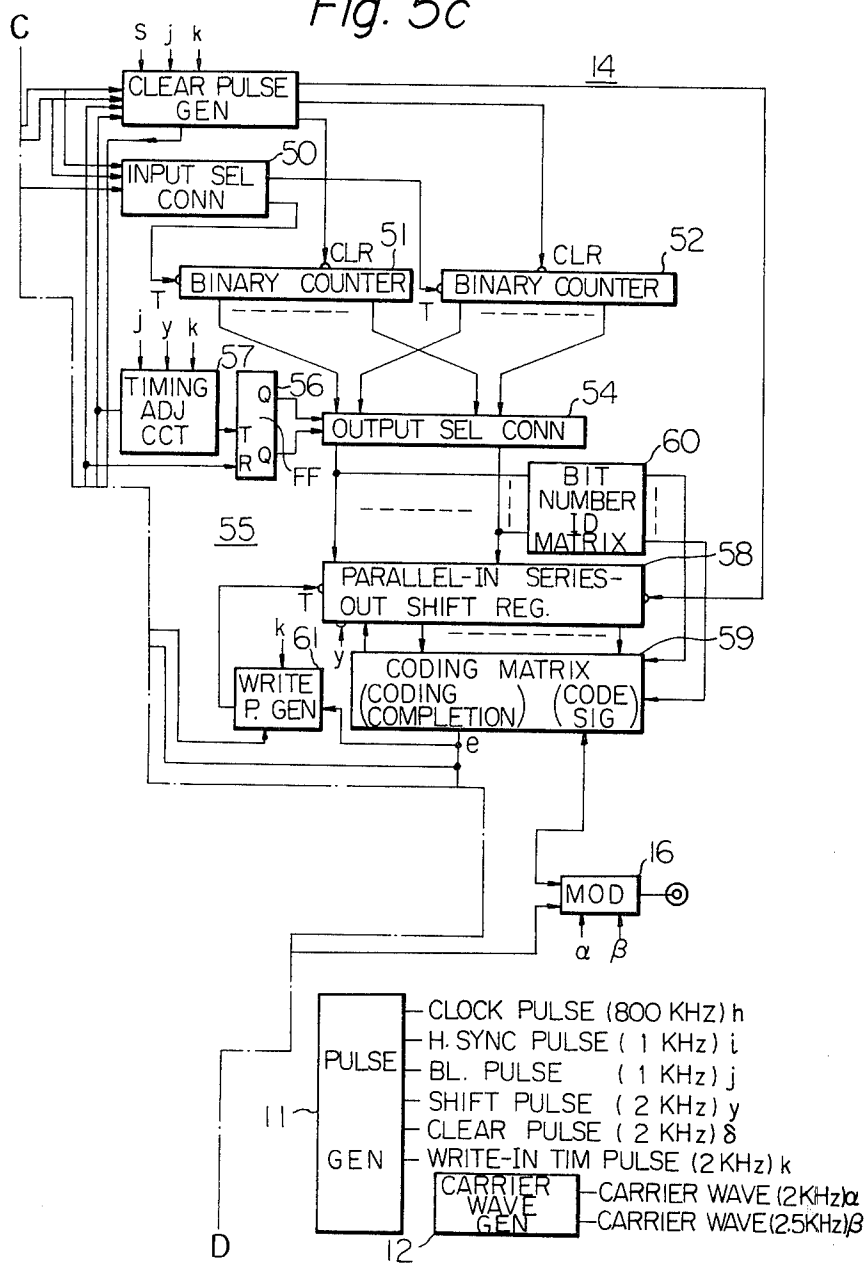 Fig. 5c
C
S j k
14
CLEAR PULSE
GEN
50
INPUT SEL
CONN
51
CLR
BINARY COUNTER
T
52
CLR
BINARY COUNTER
T
j y k
57
TIMING
ADJ
CCT
56
Q
T
R Q
FF
54
OUTPUT SEL CONN
60
BIT
NUMBER
ID
MATRIX
55
58
PARALLEL-IN SERIES-
OUT SHIFT REG.
T
y
k
61
WRITE
P. GEN
59
CODING MATRIX
(CODING COMPLETION) (CODE SIG)
e
16
MOD
α β
11
PULSE
GEN
CLOCK PULSE (800 KHZ) h
H. SYNC PULSE ( 1 KHz) i
BL. PULSE ( 1 KHz) j
SHIFT PULSE ( 2 KHz) y
CLEAR PULSE ( 2 KHz) δ
WRITE-IN TIM PULSE (2 KHz) k
12
CARRIER
WAVE
GEN
CARRIER WAVE (2 KHz) α
CARRIER WAVE (2.5 KHz) β
D